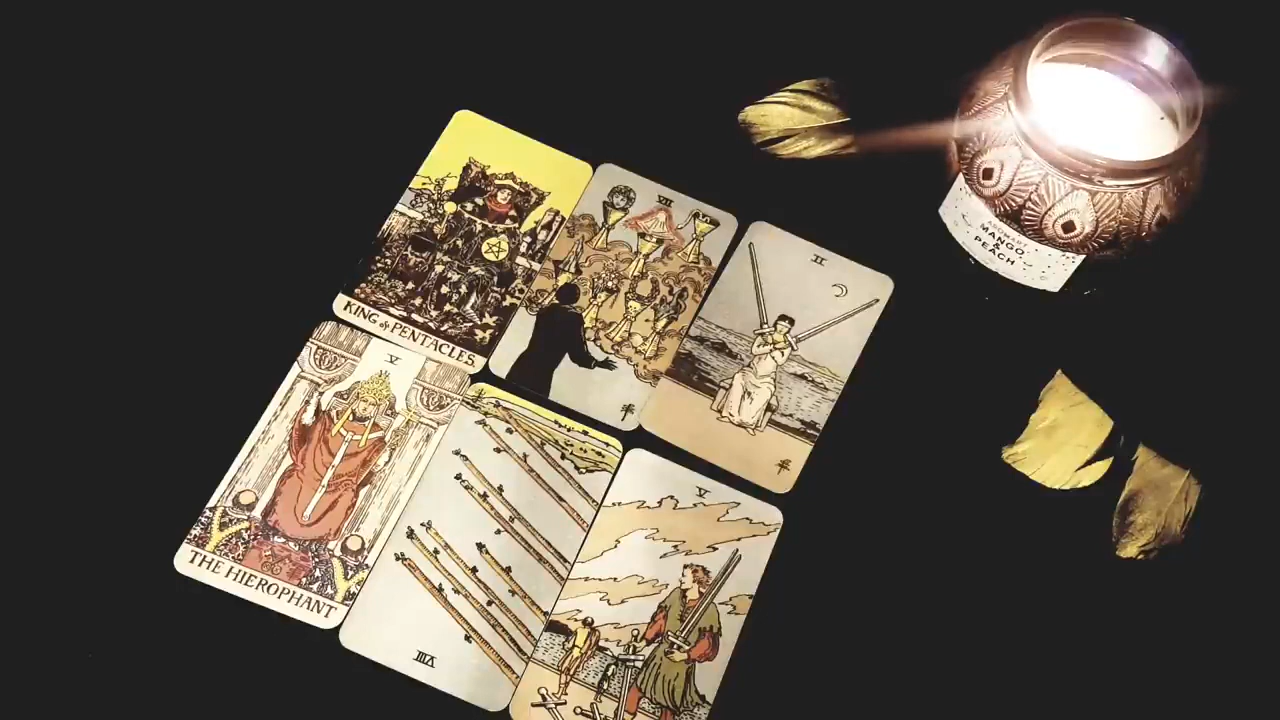 KING of PENTACLES.
VII
II
V
THE HIEROPHANT
VIII
V
MANGO
&
PEACH